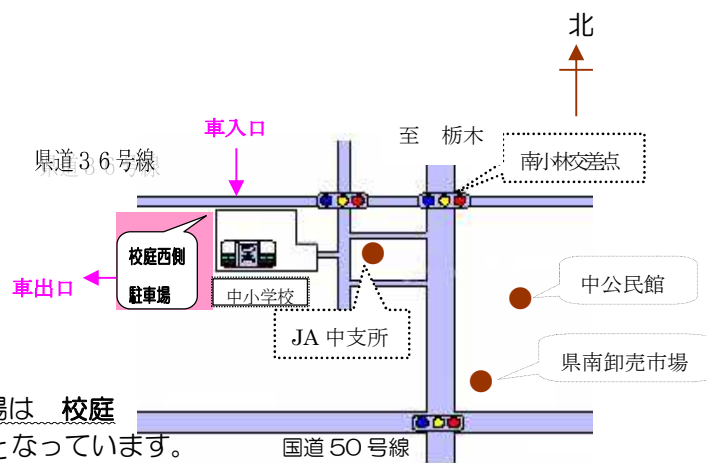 北
車入口
至 栃木
南小林交差点
県道36号線
校庭西側
駐車場
車出口
中小学校
中公民館
JA 中支所
県南卸売市場
場は 校庭
となっています。
国道50号線